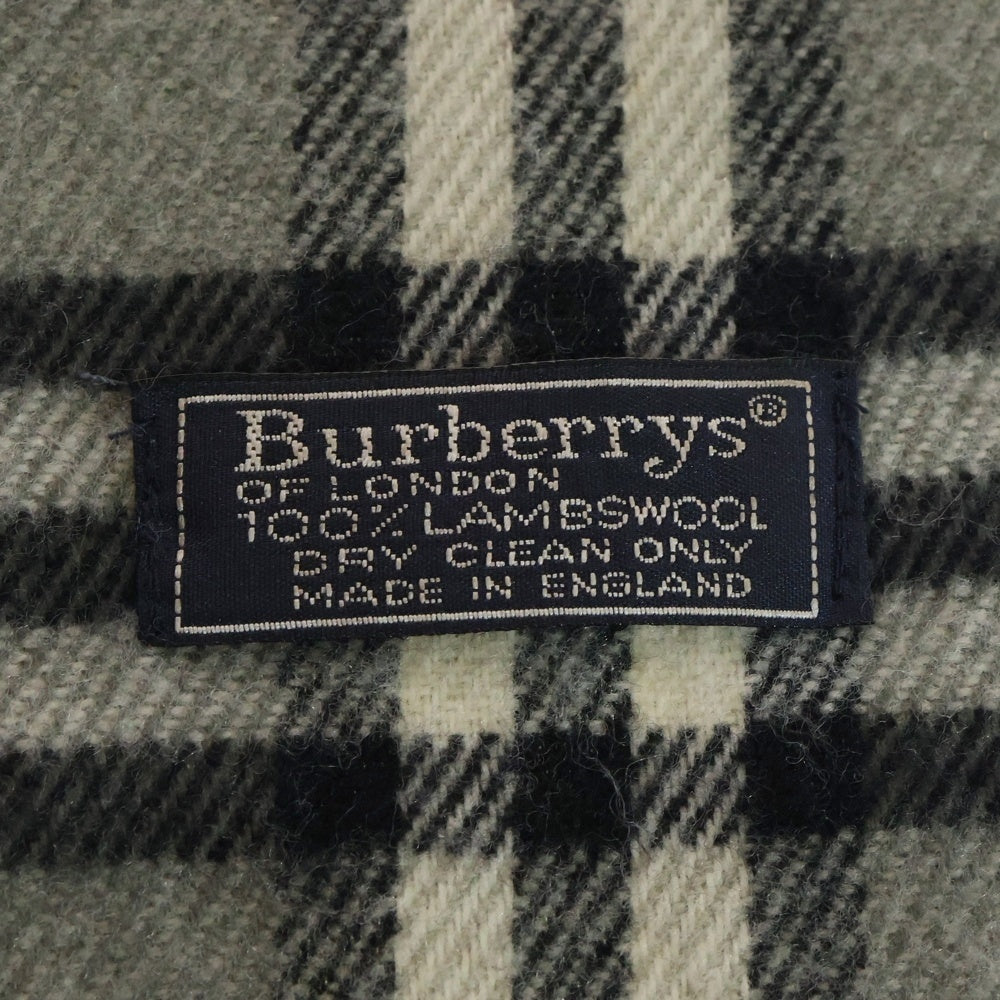 Burberrys®
OF LONDON
100% LAMBSWOOL
DRY CLEAN ONLY
MADE IN ENGLAND